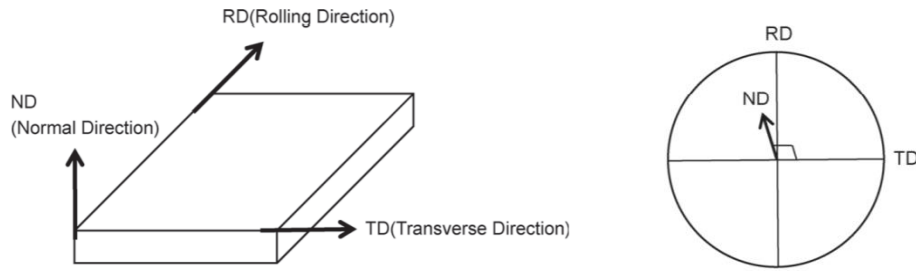 RD(Rolling Direction)
ND
(Normal Direction)
TD(Transverse Direction)
RD
ND
TD